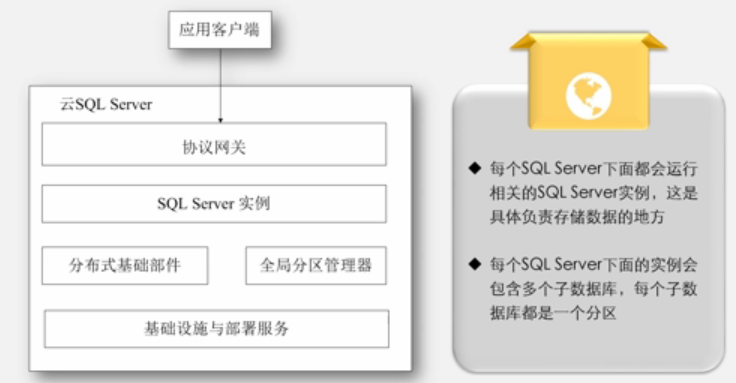 应用客户端
云SQL Server
协议网关
SQL Server 实例
分布式基础部件
全局分区管理器
基础设施与部署服务
◆ 每个SQL Server下面都会运行
相关的SQL Server实例，这是
具体负责存储数据的地方
◆ 每个SQL Server下面的实例会
包含多个子数据库，每个子数
据库都是一个分区